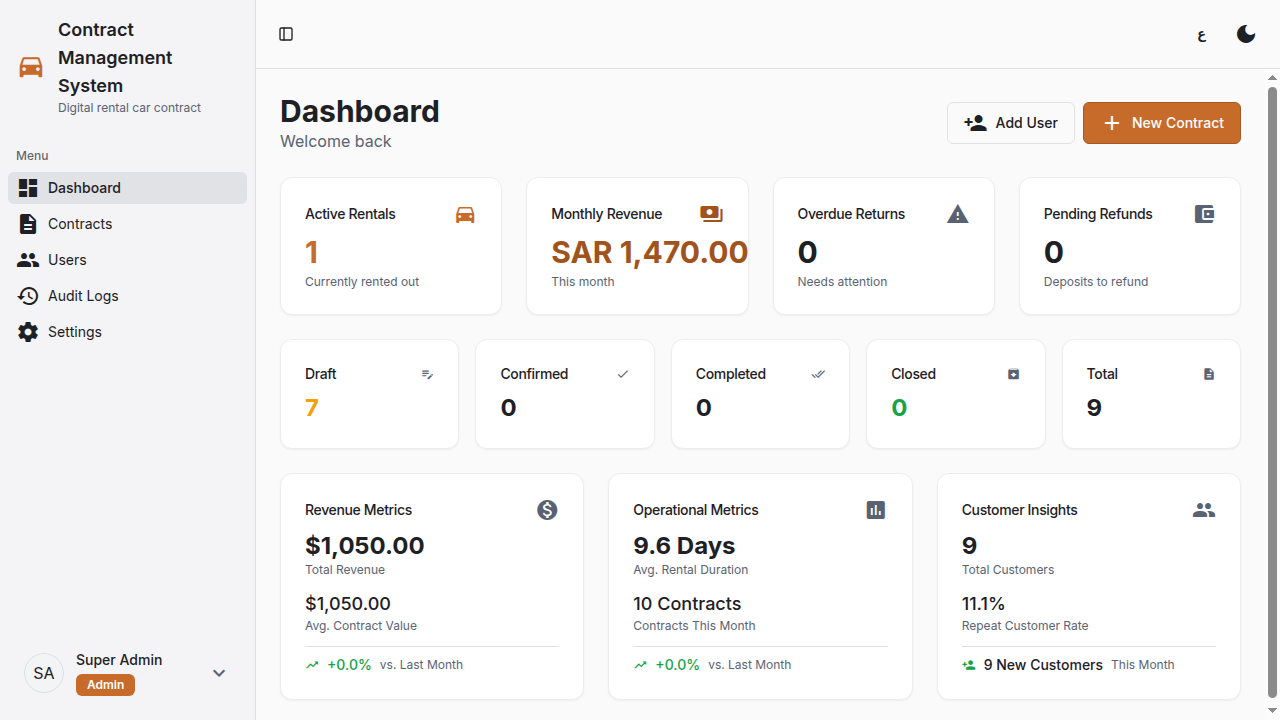 Contract
Management
System
Digital rental car contract
Menu
Dashboard
Contracts
Users
Audit Logs
Settings
SA
Super Admin
Admin
ع
Dashboard
Welcome back
Add User
New Contract
Active Rentals
1
Currently rented out
Monthly Revenue
SAR 1,470.00
This month
Overdue Returns
0
Needs attention
Pending Refunds
0
Deposits to refund
Draft
7
Confirmed
0
Completed
0
Closed
0
Total
9
Revenue Metrics
$1,050.00
Total Revenue
$1,050.00
Avg. Contract Value
+0.0% vs. Last Month
Operational Metrics
9.6 Days
Avg. Rental Duration
10 Contracts
Contracts This Month
+0.0% vs. Last Month
Customer Insights
9
Total Customers
11.1%
Repeat Customer Rate
9 New Customers This Month